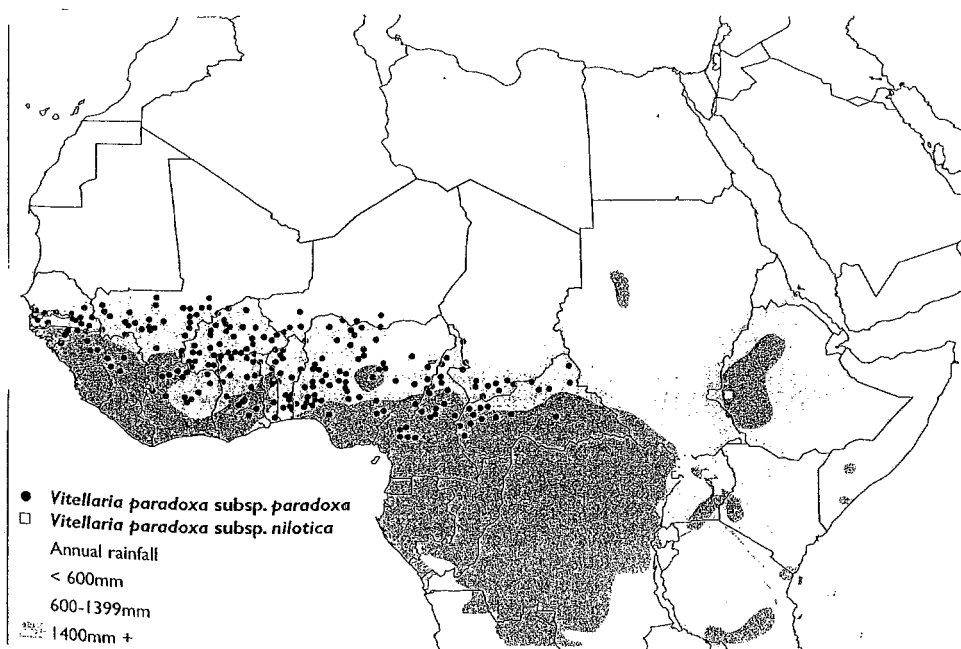 Vitellaria paradoxa subsp. paradoxa
Vitellaria paradoxa subsp. nilotica
Annual rainfall
< 600mm
600-1399mm
1400mm +